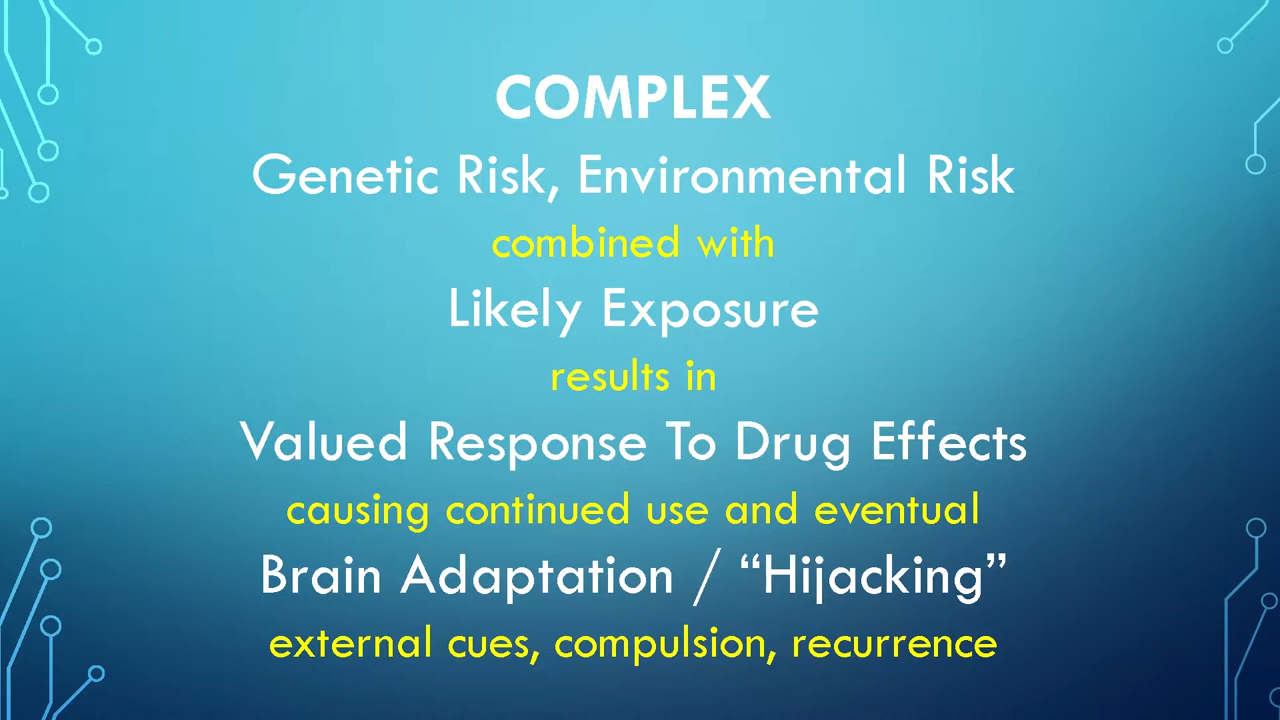 COMPLEX
Genetic Risk, Environmental Risk
combined with
Likely Exposure
results in
Valued Response To Drug Effects
causing continued use and eventual
Brain Adaptation / “Hijacking”
external cues, compulsion, recurrence